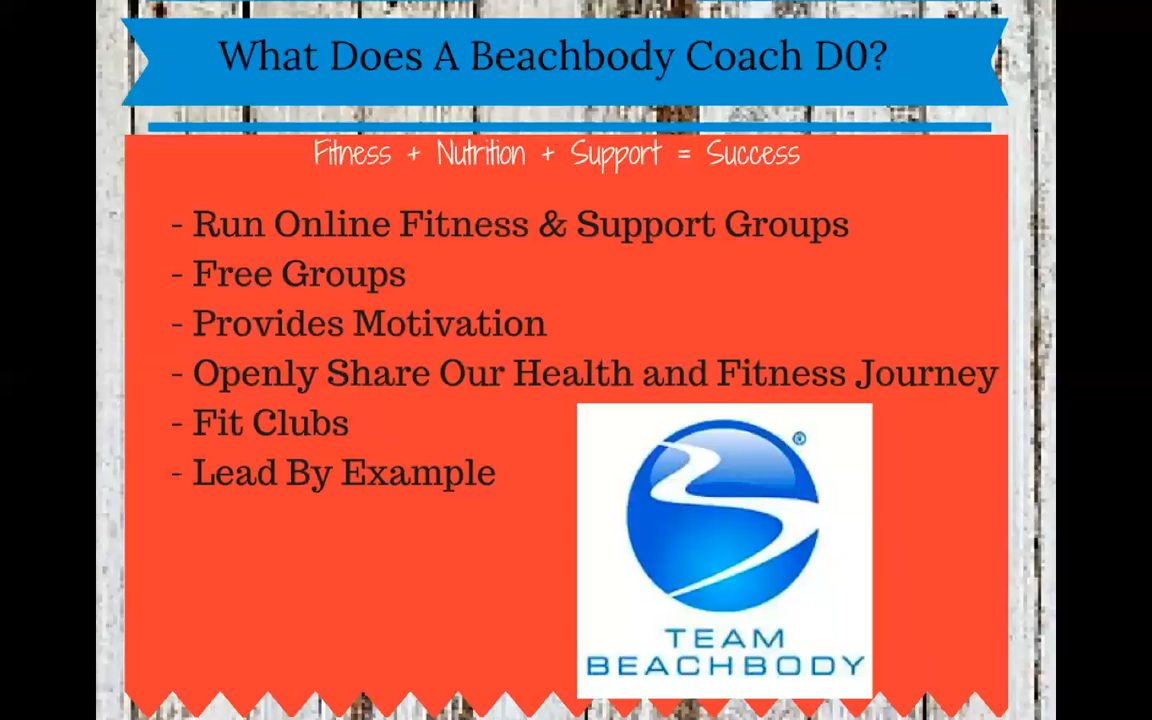 What Does A Beachbody Coach D0?
Fitness + Nutrition + Support = Success
- Run Online Fitness & Support Groups
- Free Groups
- Provides Motivation
- Openly Share Our Health and Fitness Journey
- Fit Clubs
- Lead By Example
®
TEAM
BEACHBODY